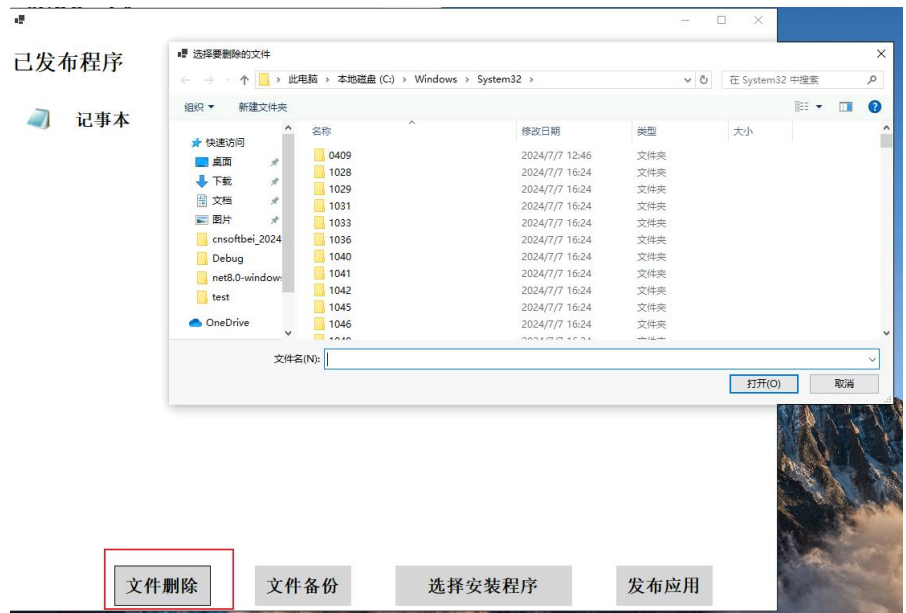 已发布程序
记事本
选择要删除的文件
此电脑 › 本地磁盘 (C:) › Windows › System32 ›
在 System32 中搜索
组织
新建文件夹
名称 修改日期 类型 大小
快速访问
桌面
下载
文档
图片
cnsoftbei_2024
Debug
net8.0-window
test
OneDrive
0409 2024/7/7 12:46 文件夹
1028 2024/7/7 16:24 文件夹
1029 2024/7/7 16:24 文件夹
1031 2024/7/7 16:24 文件夹
1033 2024/7/7 16:24 文件夹
1036 2024/7/7 16:24 文件夹
1040 2024/7/7 16:24 文件夹
1041 2024/7/7 16:24 文件夹
1042 2024/7/7 16:24 文件夹
1045 2024/7/7 16:24 文件夹
1046 2024/7/7 16:24 文件夹
文件名(N):
打开(O) 取消
文件删除 文件备份 选择安装程序 发布应用